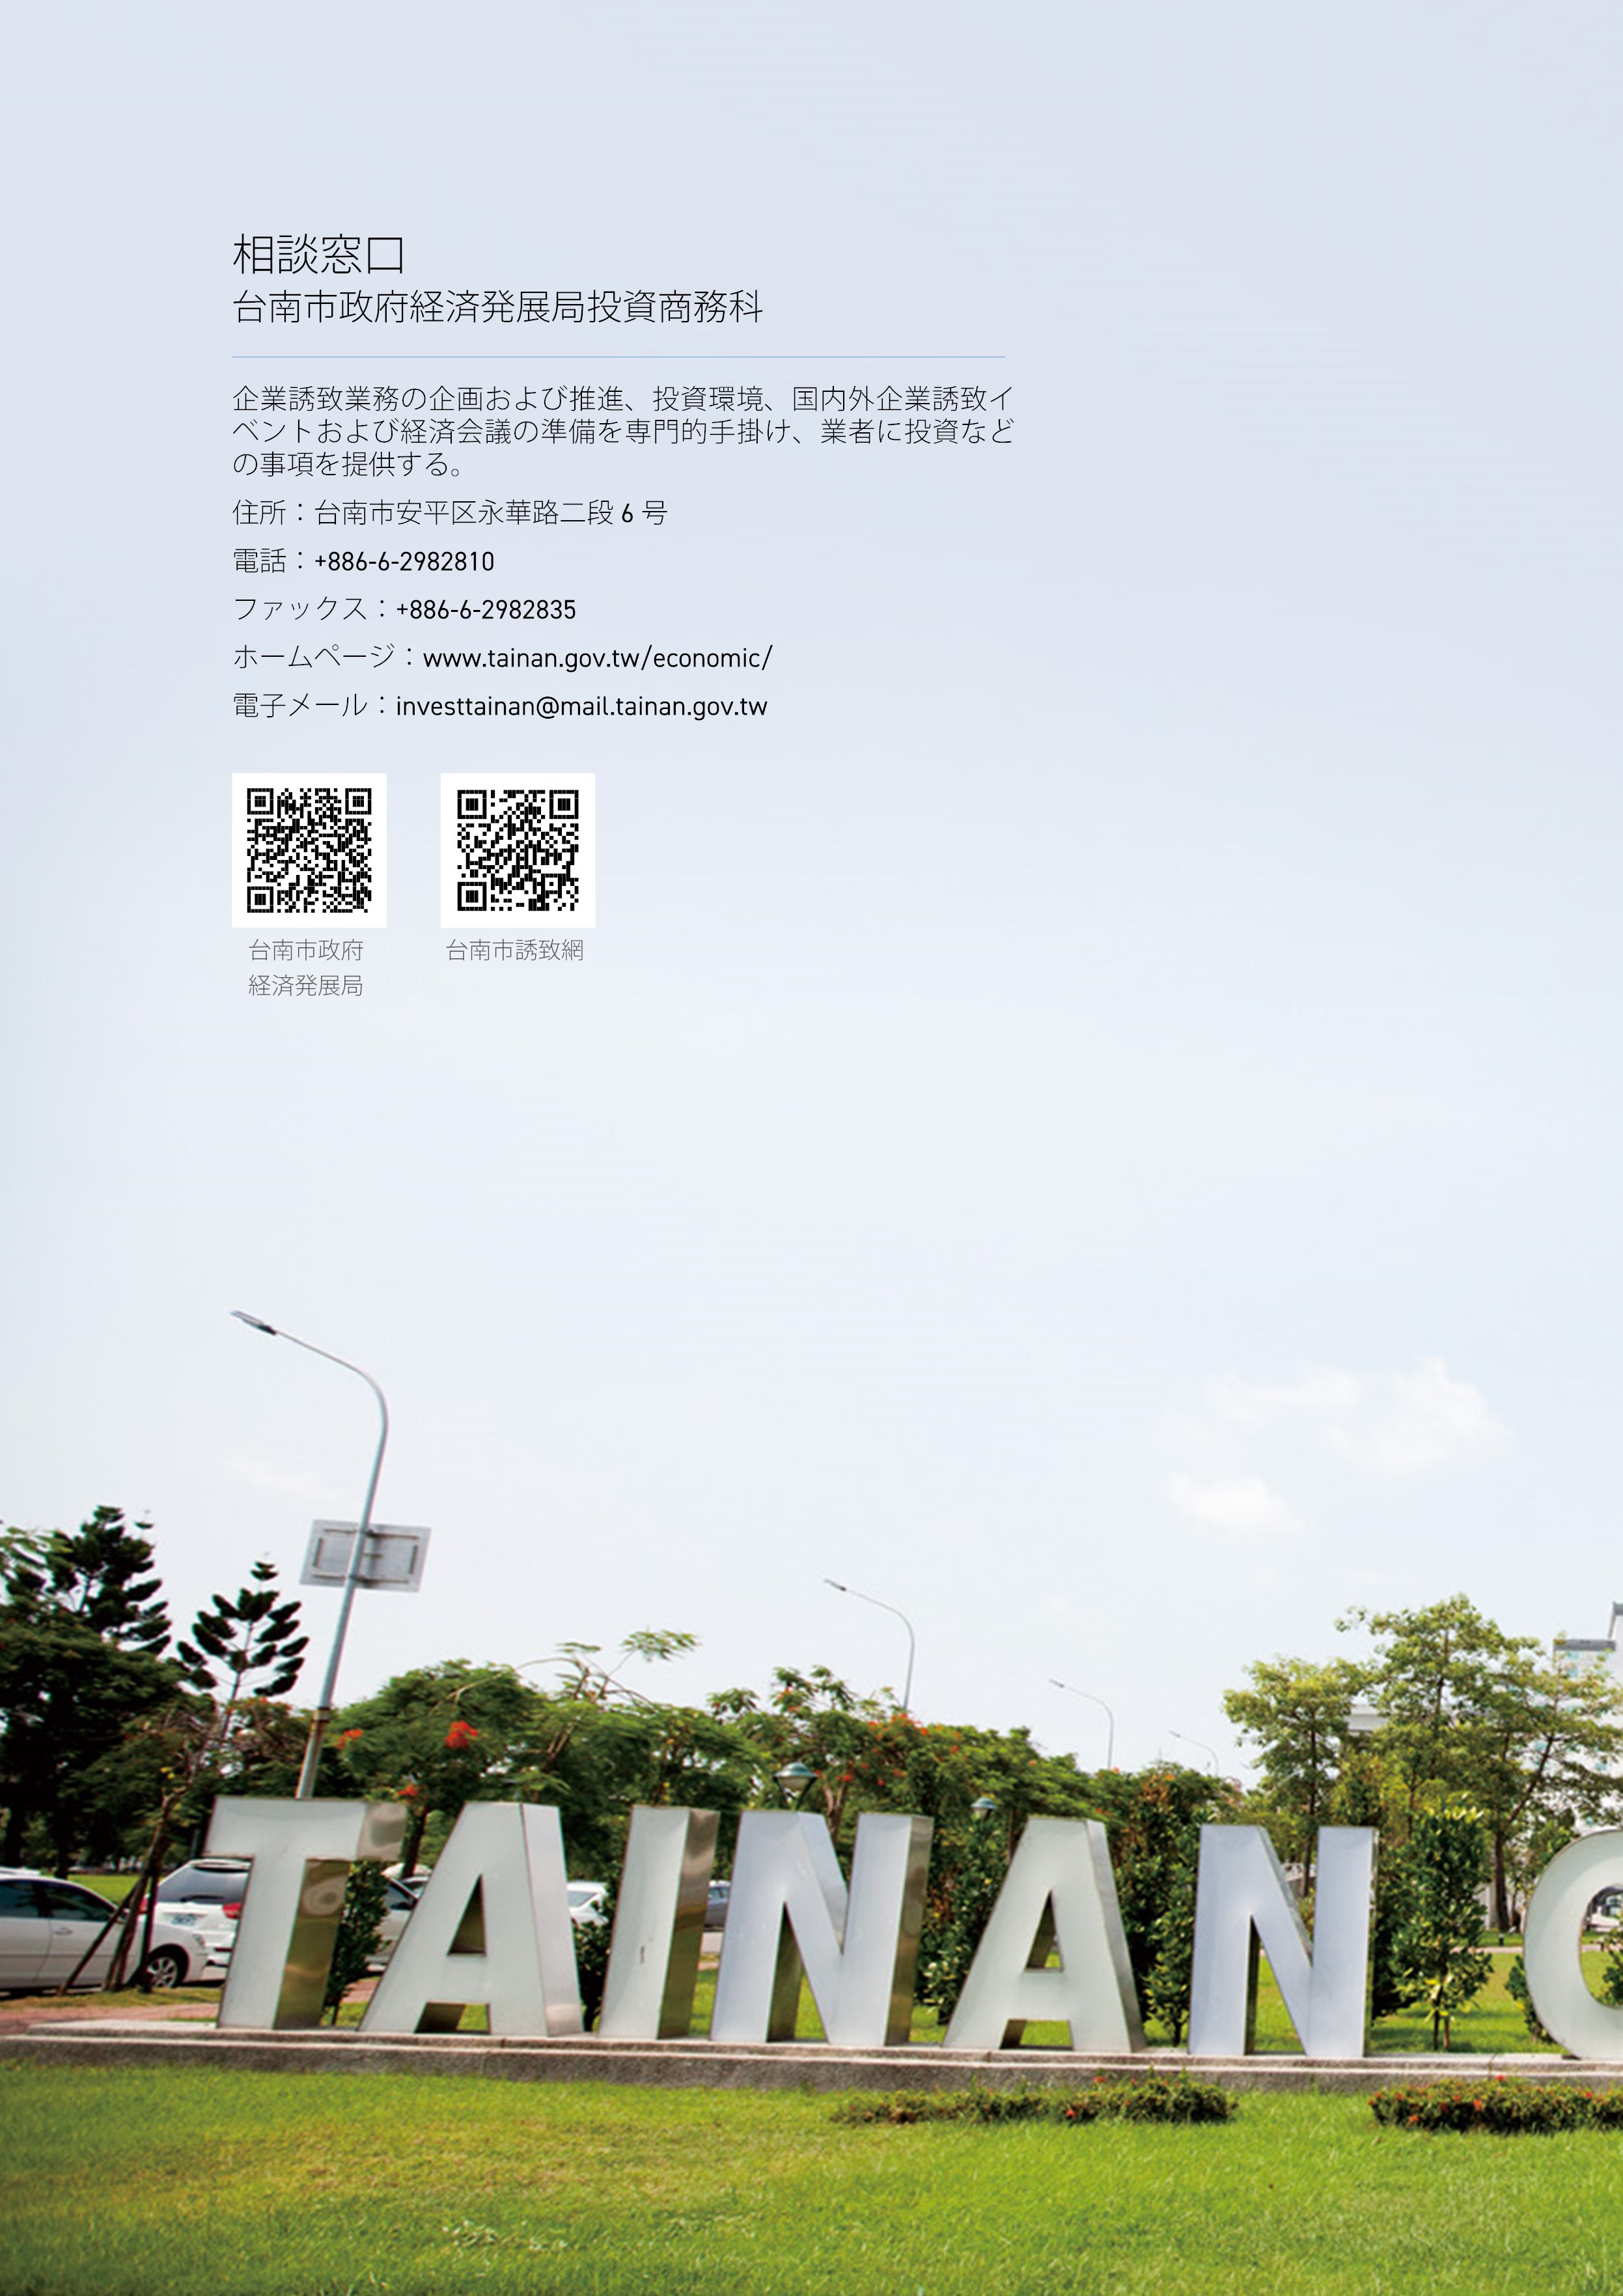 相談窓口
台南市政府経済発展局投資商務科
企業誘致業務の企画および推進、投資環境、国内外企業誘致イ
ベントおよび経済会議の準備を専門的手掛け、業者に投資など
の事項を提供する。
住所：台南市安平区永華路二段 6 号
電話：+886-6-2982810
ファックス：+886-6-2982835
ホームページ：www.tainan.gov.tw/economic/
電子メール：investtainan@mail.tainan.gov.tw
台南市政府
経済発展局
台南市誘致網
TAINAN C